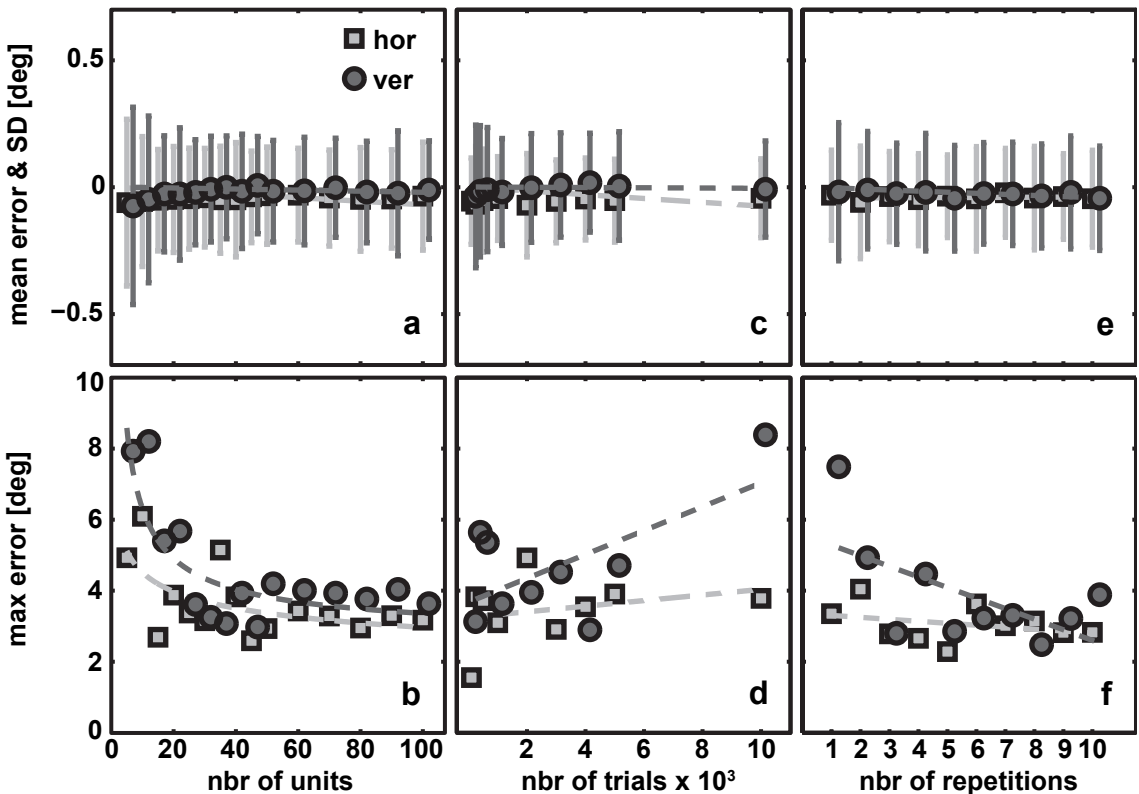 mean error & SD [deg]
0.5
0
−0.5
hor
ver
a
c
e
max error [deg]
10
8
6
4
2
0
b
d
f
0 20 40 60 80 100
2 4 6 8 10
1 2 3 4 5 6 7 8 9 10
nbr of units
nbr of trials x 10³
nbr of repetitions